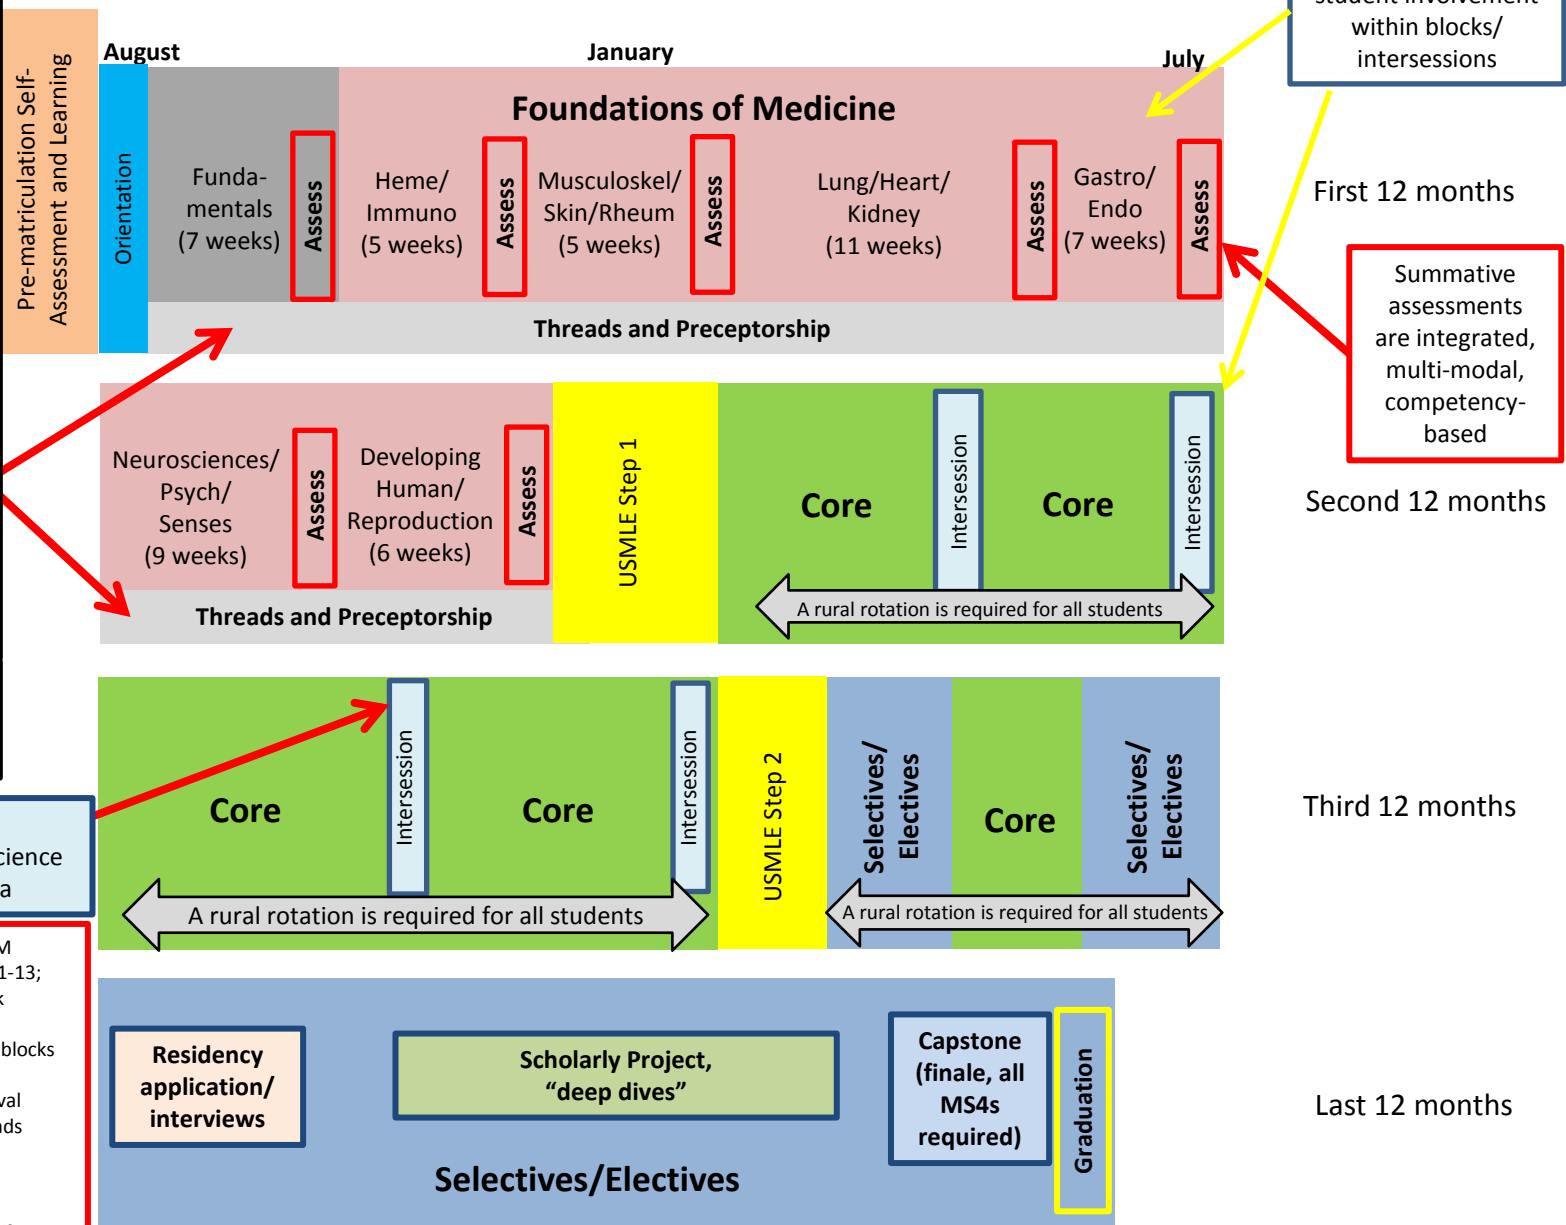 student involvement
within blocks/
intersessions
Pre-matriculation Self-
Assessment and Learning
August
January
July
Orientation
Foundations of Medicine
Funda-
mentals
(7 weeks)
Assess
Heme/
Immuno
(5 weeks)
Assess
Musculoskel/
Skin/Rheum
(5 weeks)
Assess
Lung/Heart/
Kidney
(11 weeks)
Assess
Gastro/
Endo
(7 weeks)
Assess
First 12 months
Threads and Preceptorship
Summative
assessments
are integrated,
multi-modal,
competency-
based
Neurosciences/
Psych/
Senses
(9 weeks)
Assess
Developing
Human/
Reproduction
(6 weeks)
Assess
Threads and Preceptorship
USMLE Step 1
Core
Intersession
Core
Intersession
A rural rotation is required for all students
Second 12 months
Core
Intersession
Core
Intersession
A rural rotation is required for all students
USMLE Step 2
Selectives/
Electives
Core
Selectives/
Electives
A rural rotation is required for all students
Third 12 months
cience
a
M
1-13;
k
blocks
val
ads
Residency
application/
interviews
Scholarly Project,
“deep dives”
Capstone
(finale, all
MS4s
required)
Graduation
Selectives/Electives
Last 12 months